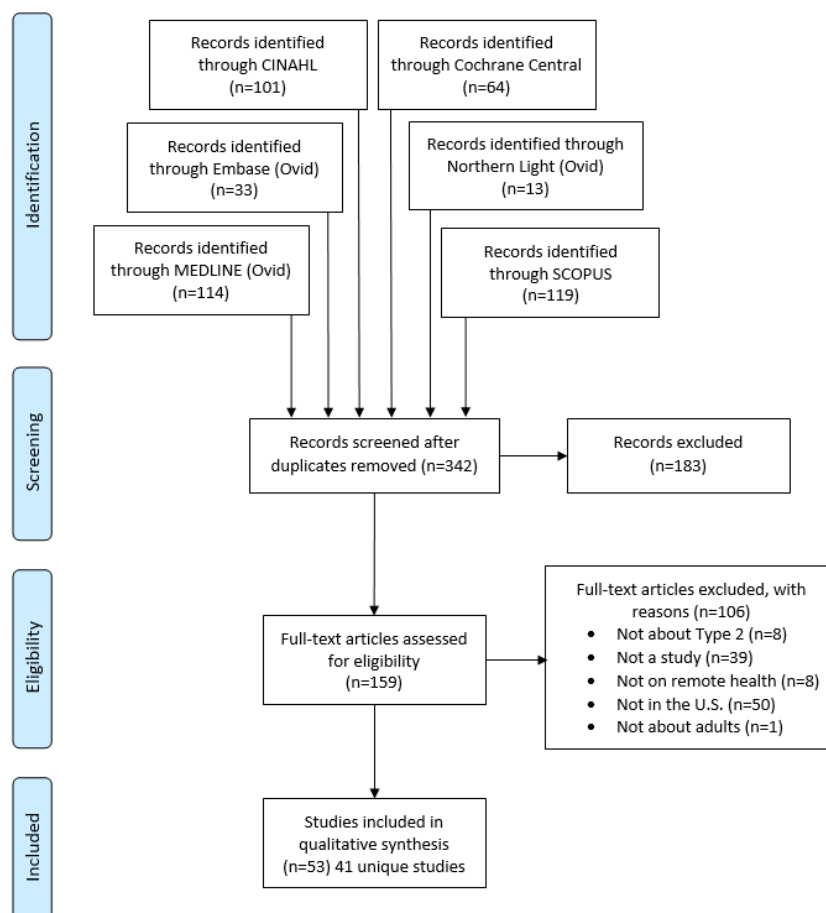 Identification
Records identified
through CINAHL
(n=101)
Records identified
through Cochrane Central
(n=64)
Records identified
through Embase (Ovid)
(n=33)
Records identified through
Northern Light (Ovid)
(n=13)
Records identified
through MEDLINE (Ovid)
(n=114)
Records identified
through SCOPUS
(n=119)
Screening
Records screened after
duplicates removed (n=342)
Records excluded
(n=183)
Eligibility
Full-text articles assessed
for eligibility
(n=159)
Full-text articles excluded, with
reasons (n=106)
• Not about Type 2 (n=8)
• Not a study (n=39)
• Not on remote health (n=8)
• Not in the U.S. (n=50)
• Not about adults (n=1)
Included
Studies included in
qualitative synthesis
(n=53) 41 unique studies